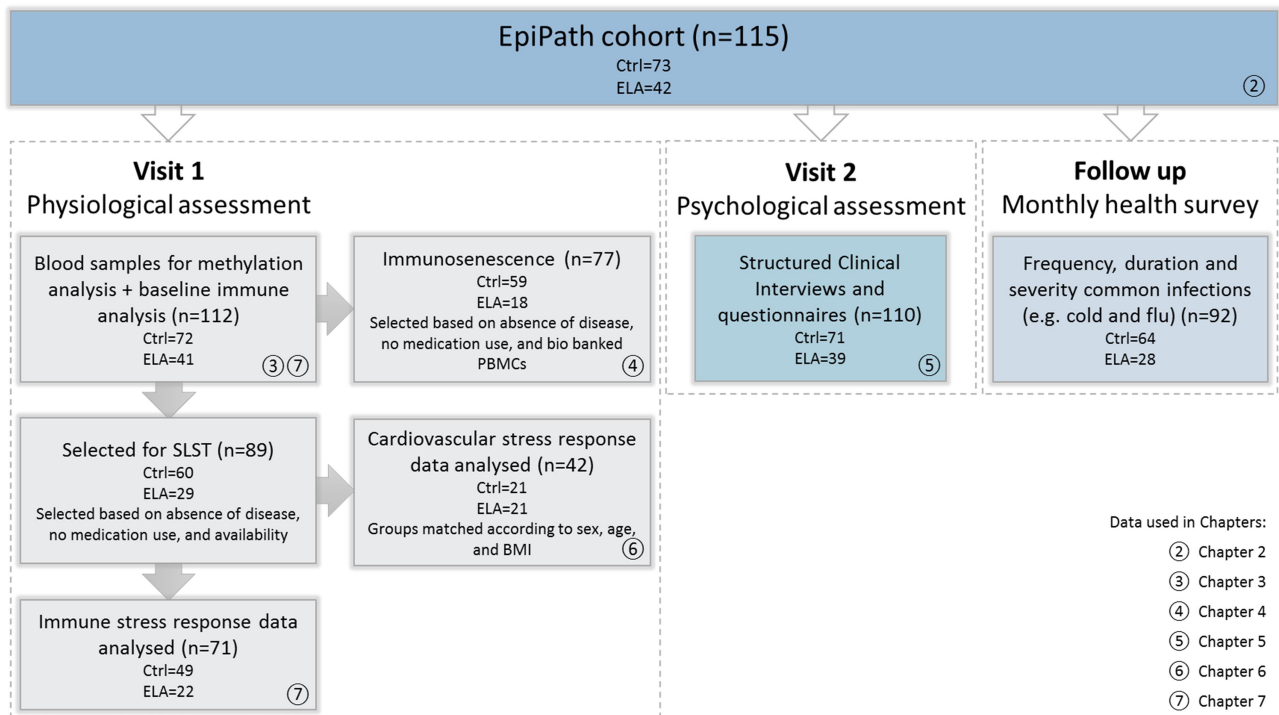 EpiPath cohort (n=115)
Ctrl=73
ELA=42
②
Visit 1
Physiological assessment
Blood samples for methylation
analysis + baseline immune
analysis (n=112)
Ctrl=72
ELA=41
③⑦
Immunosenescence (n=77)
Ctrl=59
ELA=18
Selected based on absence of disease,
no medication use, and bio banked
PBMCs
④
Selected for SLST (n=89)
Ctrl=60
ELA=29
Selected based on absence of disease,
no medication use, and availability
Cardiovascular stress response
data analysed (n=42)
Ctrl=21
ELA=21
Groups matched according to sex, age,
and BMI
⑥
Immune stress response data
analysed (n=71)
Ctrl=49
ELA=22
⑦
Visit 2
Psychological assessment
Structured Clinical
Interviews and
questionnaires (n=110)
Ctrl=71
ELA=39
⑤
Follow up
Monthly health survey
Frequency, duration and
severity common infections
(e.g. cold and flu) (n=92)
Ctrl=64
ELA=28
Data used in Chapters:
② Chapter 2
③ Chapter 3
④ Chapter 4
⑤ Chapter 5
⑥ Chapter 6
⑦ Chapter 7